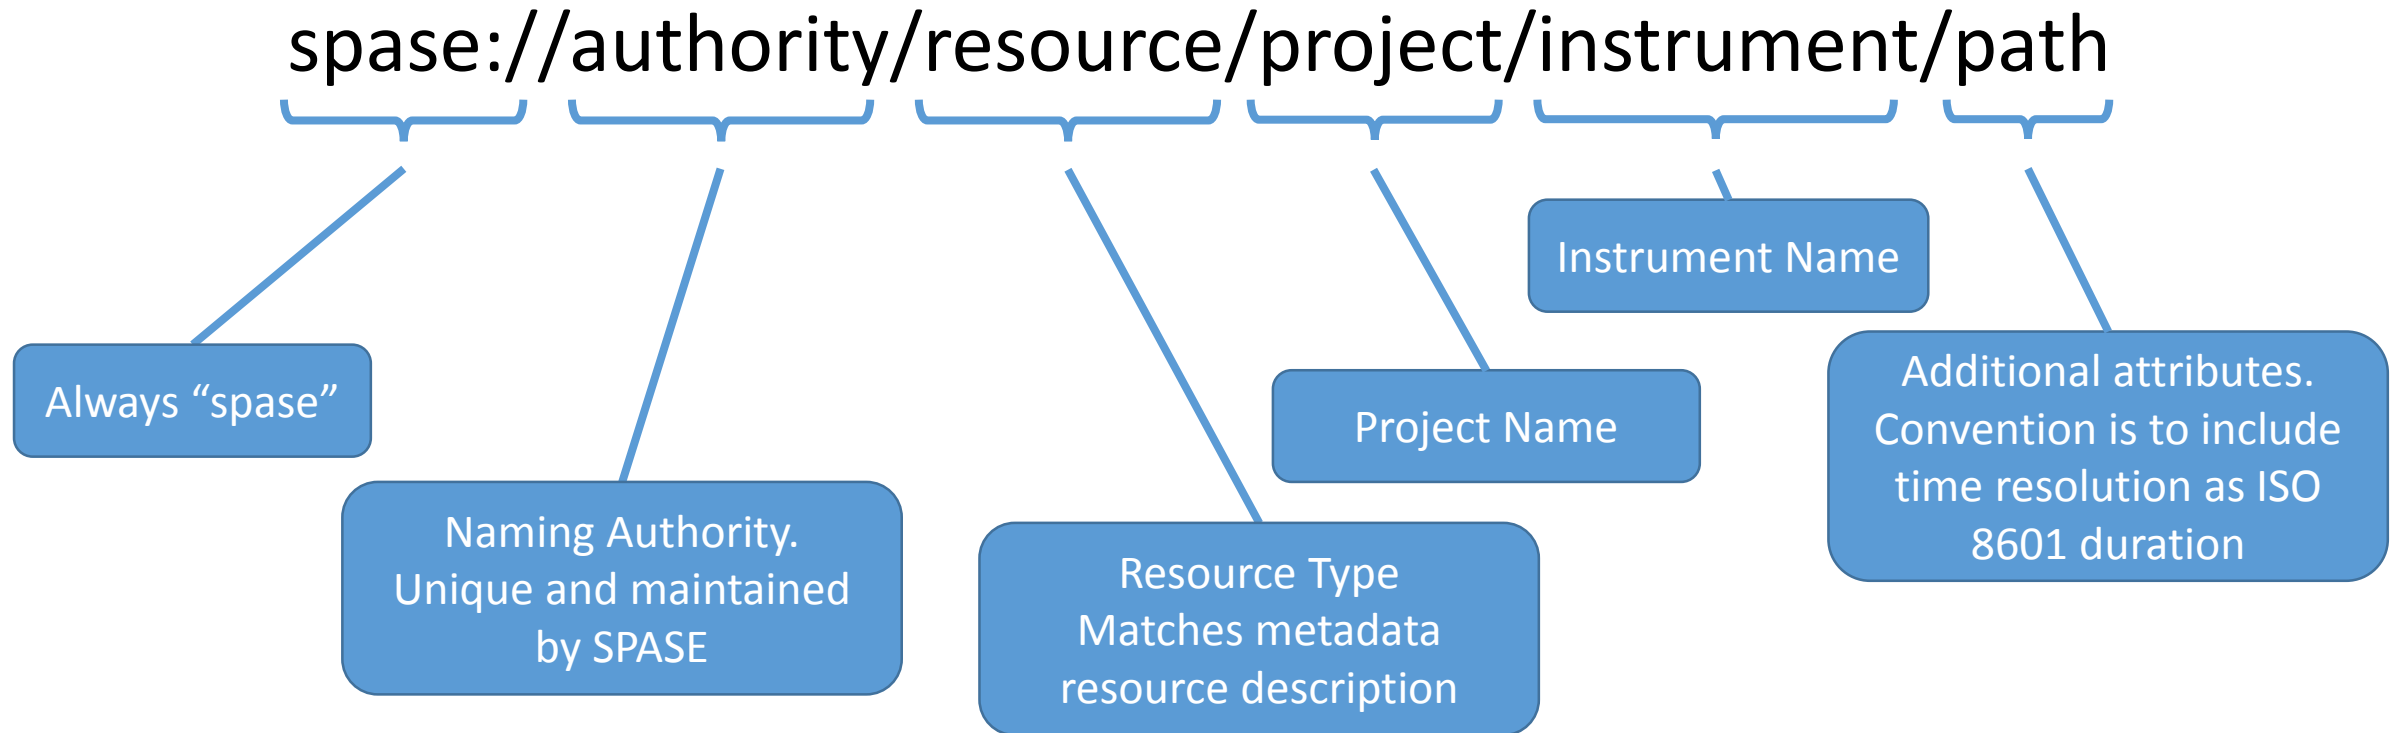 spase://authority/resource/project/instrument/path
Always “spase”
Naming Authority.
Unique and maintained
by SPASE
Resource Type
Matches metadata
resource description
Project Name
Instrument Name
Additional attributes.
Convention is to include
time resolution as ISO
8601 duration